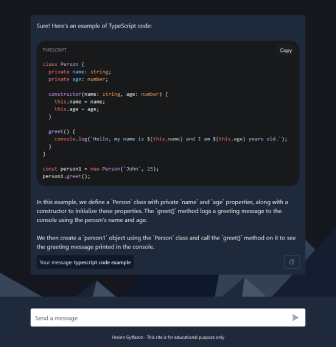 Sure! Here's an example of TypeScript code:
TYPESCRIPT
Copy
class Person {
private name: string;
private age: number;
constructor(name: string, age: number) {
this.name = name;
this.age = age;
}
greet() {
console.log(`Hello, my name is ${this.name} and I am ${this.age} years old.`);
}
}
const person1 = new Person('John', 25);
person1.greet();
In this example, we define a `Person` class with private `name` and `age` properties, along with a
constructor to initialize these properties. The `greet()` method logs a greeting message to the
console using the person's name and age.
We then create a `person1` object using the `Person` class and call the `greet()` method on it to see
the greeting message printed in the console.
Your message: typescript code example
Send a message
Hreinn Gylfason - This site is for educational purpose only